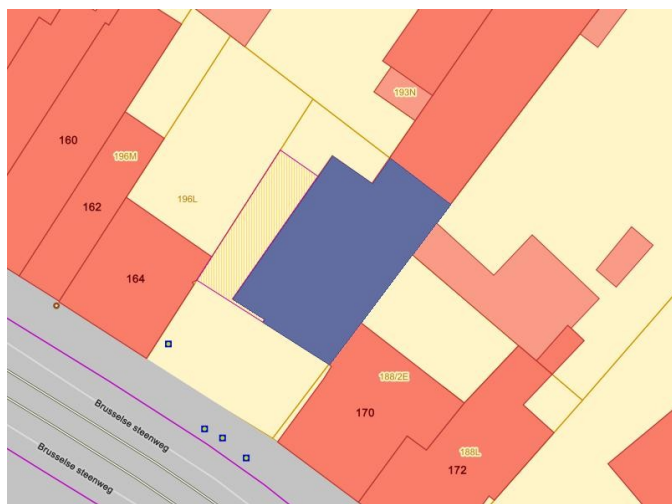 193N
160
196M
196L
162
164
188/2E
Brusselse steenweg
170
Brusselse steenweg
188L
172